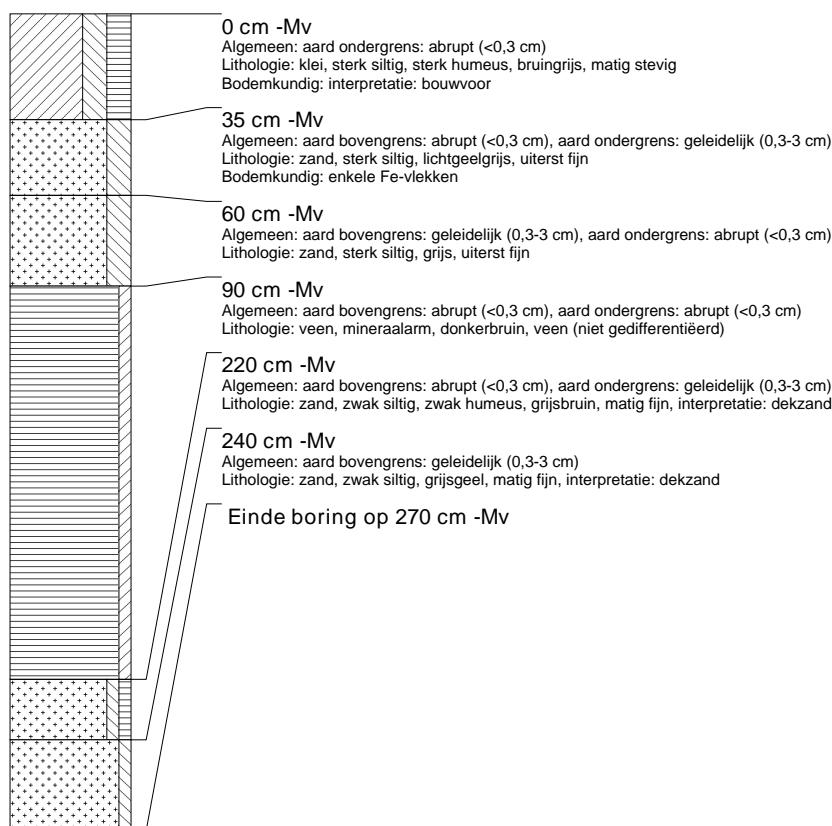 0 cm -Mv
Algemeen: aard ondergrens: abrupt (<0,3 cm)
Lithologie: klei, sterk siltig, sterk humeus, bruingrijs, matig stevig
Bodemkundig: interpretatie: bouwvoor
35 cm -Mv
Algemeen: aard bovengrens: abrupt (<0,3 cm), aard ondergrens: geleidelijk (0,3-3 cm)
Lithologie: zand, sterk siltig, lichtgeelgrijs, uiterst fijn
Bodemkundig: enkele Fe-vlekken
60 cm -Mv
Algemeen: aard bovengrens: geleidelijk (0,3-3 cm), aard ondergrens: abrupt (<0,3 cm)
Lithologie: zand, sterk siltig, grijs, uiterst fijn
90 cm -Mv
Algemeen: aard bovengrens: abrupt (<0,3 cm), aard ondergrens: abrupt (<0,3 cm)
Lithologie: veen, mineraalarm, donkerbruin, veen (niet gedifferentiëerd)
220 cm -Mv
Algemeen: aard bovengrens: abrupt (<0,3 cm), aard ondergrens: geleidelijk (0,3-3 cm)
Lithologie: zand, zwak siltig, zwak humeus, grijsbruin, matig fijn, interpretatie: dekzand
240 cm -Mv
Algemeen: aard bovengrens: geleidelijk (0,3-3 cm)
Lithologie: zand, zwak siltig, grijsgeel, matig fijn, interpretatie: dekzand
Einde boring op 270 cm -Mv